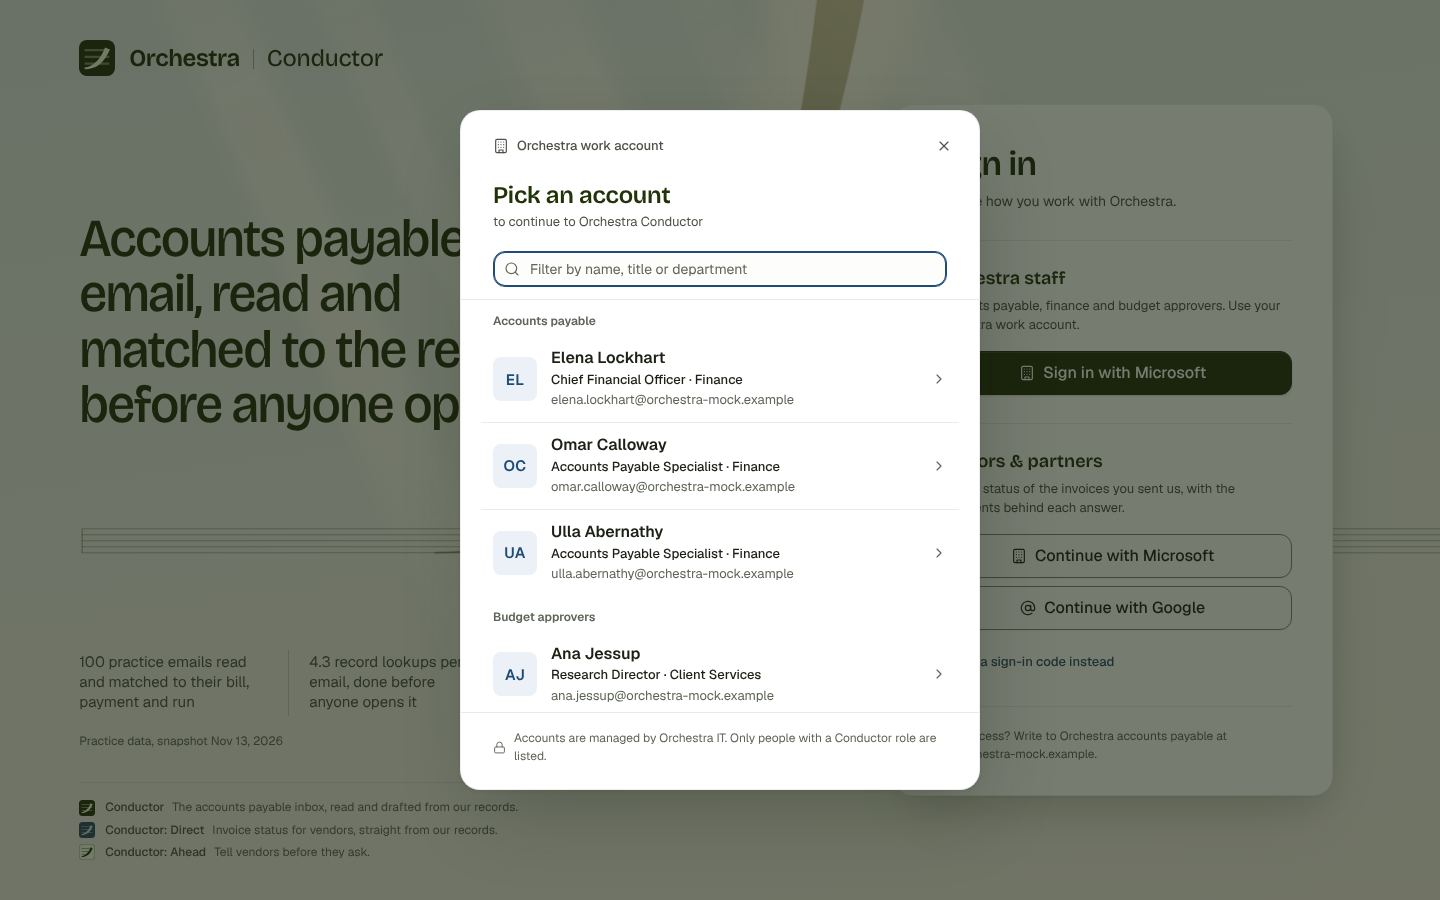 Orchestra | Conductor
Accounts payable
email, read and
matched to the re
before anyone op
100 practice emails read
and matched to their bill,
payment and run
4.3 record lookups per
email, done before
anyone opens it
Practice data, snapshot Nov 13, 2026
Conductor The accounts payable inbox, read and drafted from our records.
Conductor: Direct Invoice status for vendors, straight from our records.
Conductor: Ahead Tell vendors before they ask.
Orchestra work account
Pick an account
to continue to Orchestra Conductor
Filter by name, title or department
Accounts payable
EL
Elena Lockhart
Chief Financial Officer · Finance
elena.lockhart@orchestra-mock.example
OC
Omar Calloway
Accounts Payable Specialist · Finance
omar.calloway@orchestra-mock.example
UA
Ulla Abernathy
Accounts Payable Specialist · Finance
ulla.abernathy@orchestra-mock.example
Budget approvers
AJ
Ana Jessup
Research Director · Client Services
ana.jessup@orchestra-mock.example
Accounts are managed by Orchestra IT. Only people with a Conductor role are
listed.
n in
how you work with Orchestra.
estra staff
ts payable, finance and budget approvers. Use your
ra work account.
Sign in with Microsoft
ors & partners
status of the invoices you sent us, with the
nts behind each answer.
Continue with Microsoft
Continue with Google
a sign-in code instead
cess? Write to Orchestra accounts payable at
estra-mock.example.